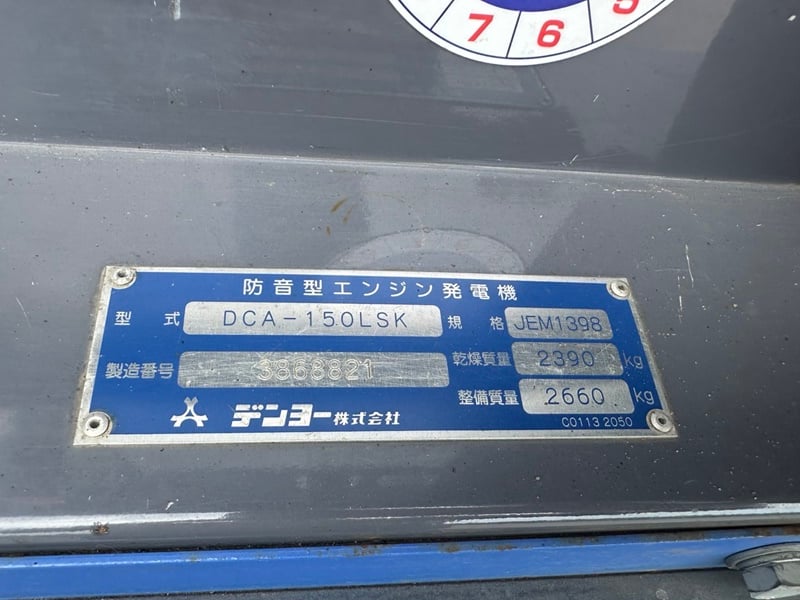 7 6 5
防音型エンジン発電機
型式 DCA-150LSK 規格 JEM1398
製造番号 3868821 乾燥質量 2390 kg
整備質量 2660 kg
デンヨー株式会社
C0113 2050